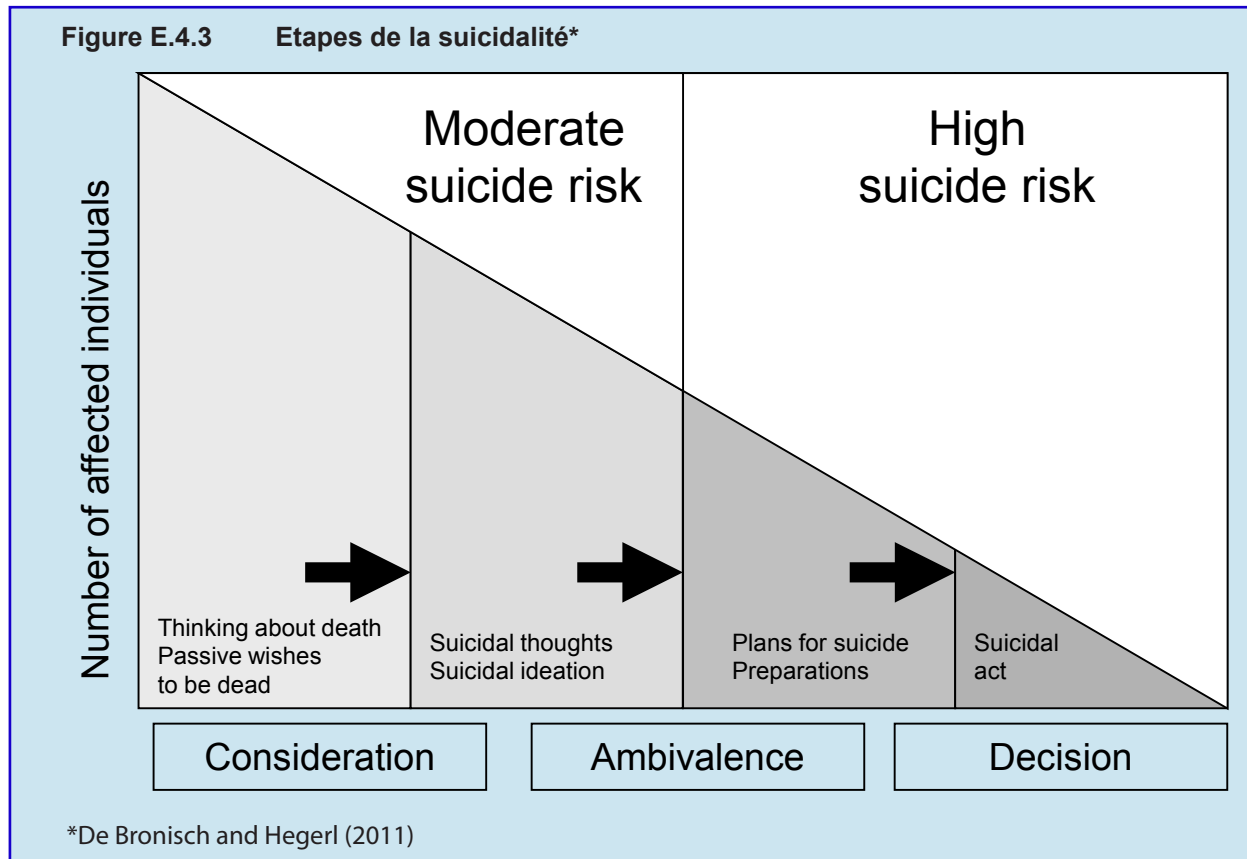 Figure E.4.3 Etapes de la suicidalité*
Number of affected individuals
Moderate
suicide risk
High
suicide risk
Thinking about death
Passive wishes
to be dead
Suicidal thoughts
Suicidal ideation
Plans for suicide
Preparations
Suicidal
act
Consideration
Ambivalence
Decision
*De Bronisch and Hegerl (2011)